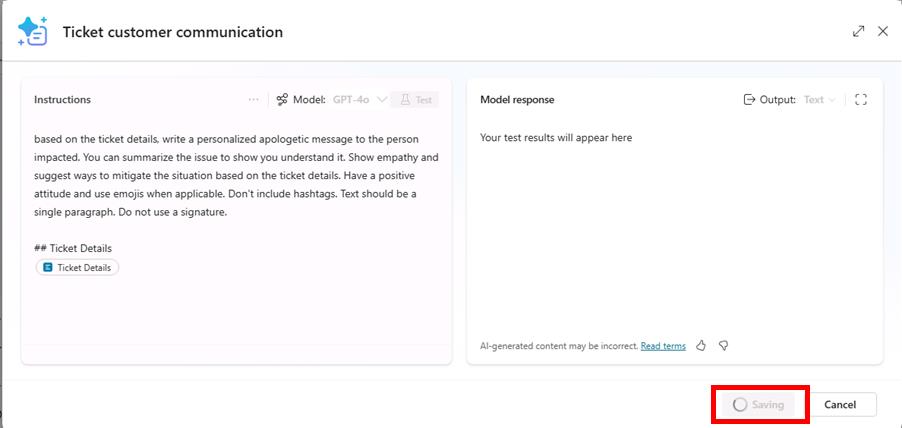 Ticket customer communication
Instructions
··· Model: GPT-4o Test
based on the ticket details, write a personalized apologetic message to the person
impacted. You can summarize the issue to show you understand it. Show empathy and
suggest ways to mitigate the situation based on the ticket details. Have a positive
attitude and use emojis when applicable. Don't include hashtags. Text should be a
single paragraph. Do not use a signature.
## Ticket Details
Ticket Details
Model response
Output: Text
Your test results will appear here
AI-generated content may be incorrect. Read terms
Saving
Cancel